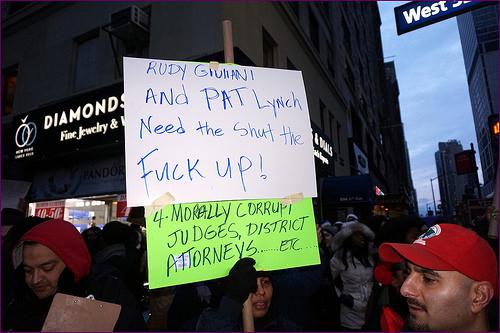 West S
RUDY GIULIANI
AND PAT Lynch
Need the Shut the
FUCK UP!
4. MORALLY CORRUPT
JUDGES, DISTRICT
ATTORNEYS......ETC....
DIAMONDS
Fine Jewelry &
PANDORA